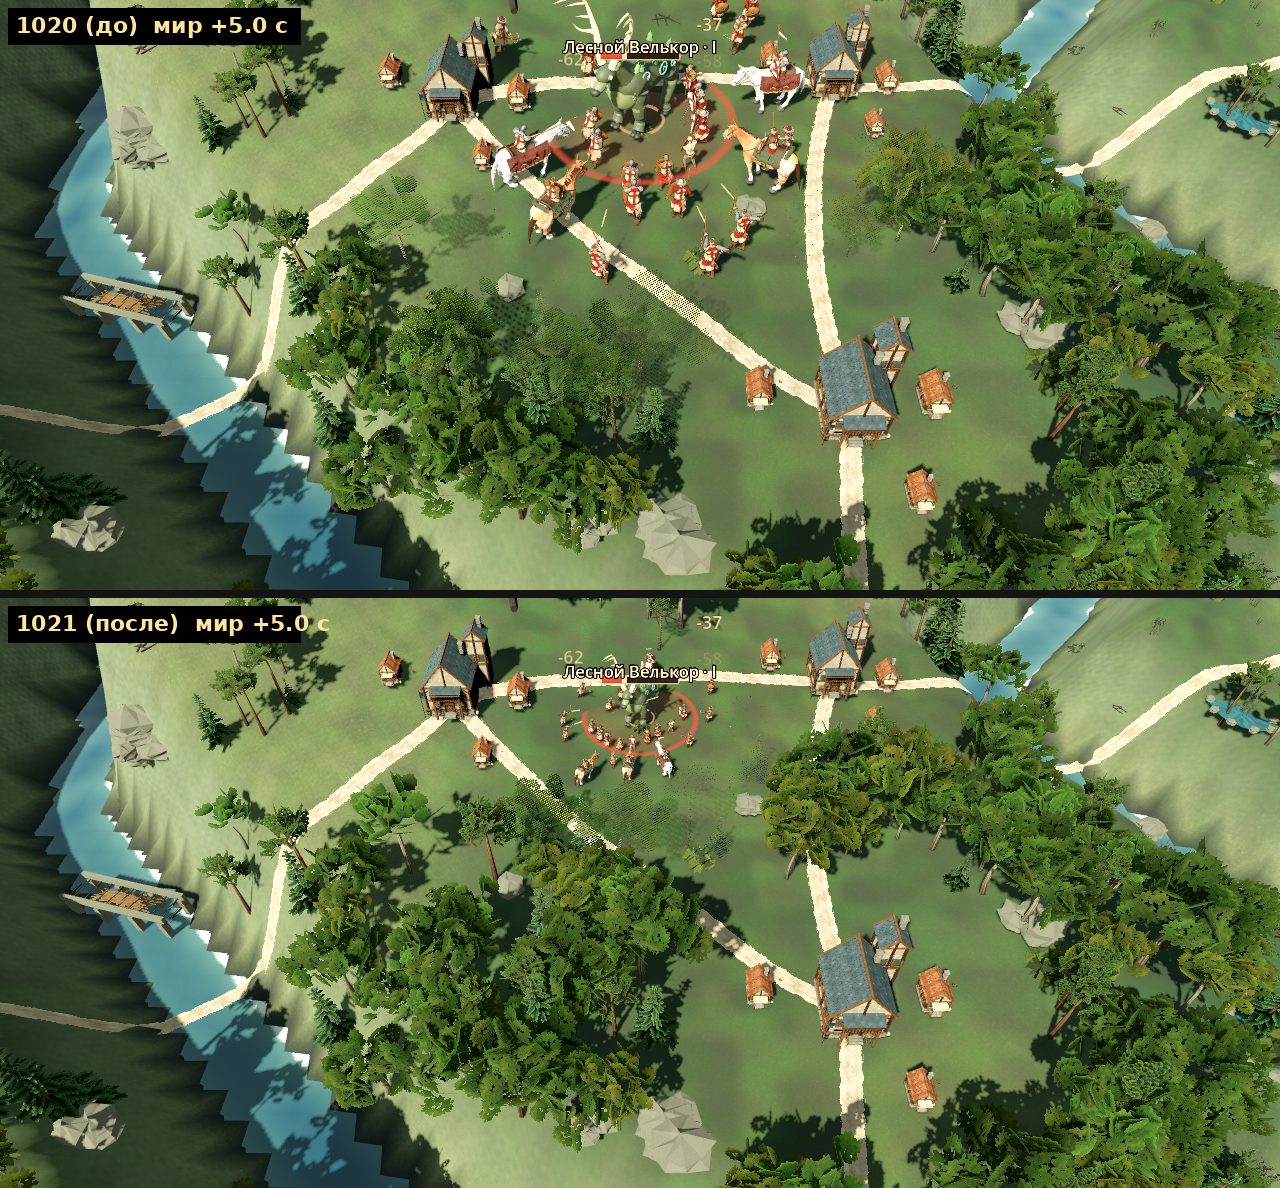 1020 (до)  мир +5.0 с
-37
Лесной Велькор · I
-62
58
1021 (после)  мир +5.0 с
-37
-62
58
Лесной Велькор · I